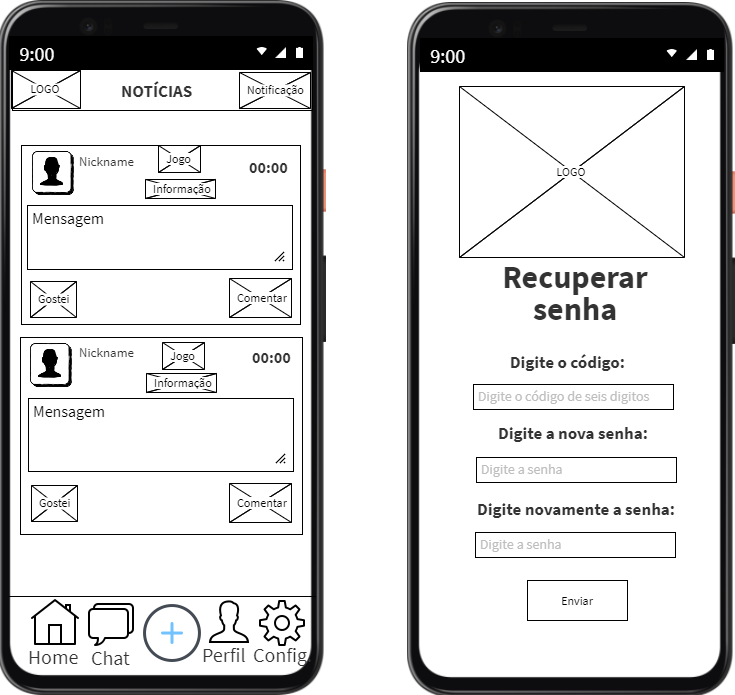 9:00
LOGO
NOTÍCIAS
Notificação
Nickname
Jogo
00:00
Informação
Mensagem
Gostei
Comentar
Nickname
Jogo
00:00
Informação
Mensagem
Gostei
Comentar
Home
Chat
Perfil
Config
9:00
LOGO
Recuperar
senha
Digite o código:
Digite o código de seis digitos
Digite a nova senha:
Digite a senha
Digite novamente a senha:
Digite a senha
Enviar